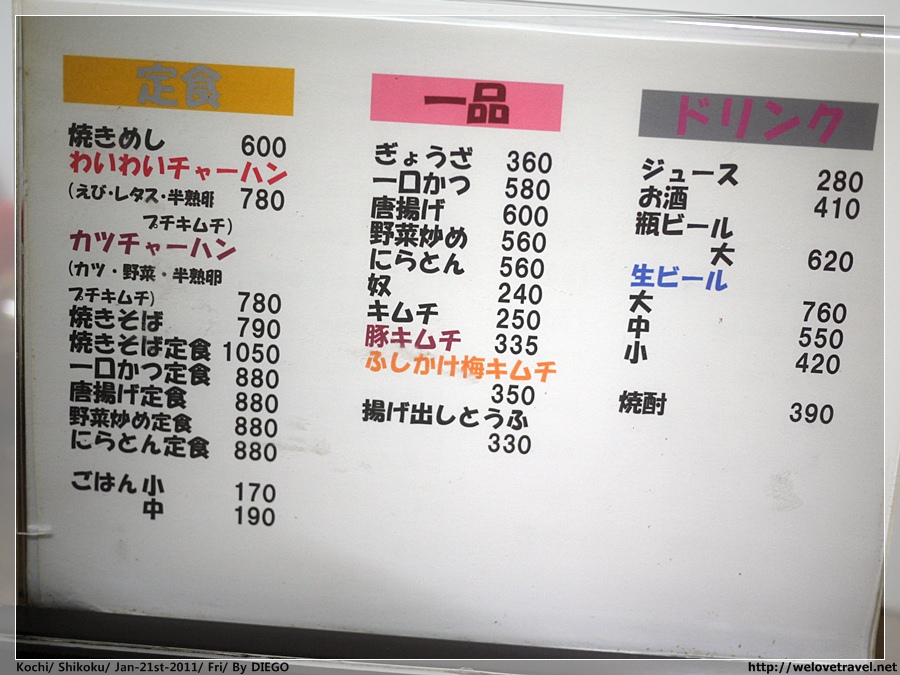 定食
焼きめし 600
わいわいチャーハン
(えび・レタス・半熟卵 780
プチキムチ)
カツチャーハン
(カツ・野菜・半熟卵
プチキムチ) 780
焼きそば 790
焼きそば定食 1050
一口かつ定食 880
唐揚げ定食 880
野菜炒め定食 880
にらとん定食 880
ごはん 小 170
中 190
一品
ぎょうざ 360
一口かつ 580
唐揚げ 600
野菜炒め 560
にらとん 560
奴 240
キムチ 250
豚キムチ 335
ふしかけ梅キムチ
350
揚げ出しとうふ
330
ドリンク
ジュース 280
お酒 410
瓶ビール
大 620
生ビール
大 760
中 550
小 420
焼酎 390
Kochi/ Shikoku/ Jan-21st-2011/ Fri/ By DIEGO
http://welovetravel.net